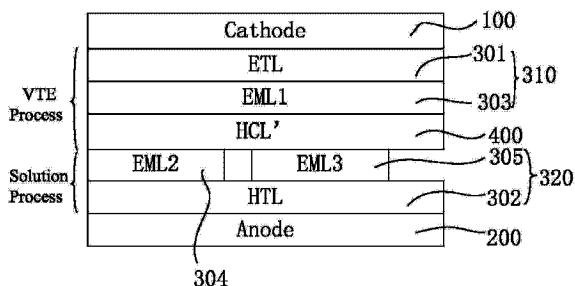 Cathode 100
ETL 301
310
VTE
Process
EML1 303
HCL' 400
EML2 EML3 305
Solution
Process
320
HTL 302
Anode 200
304